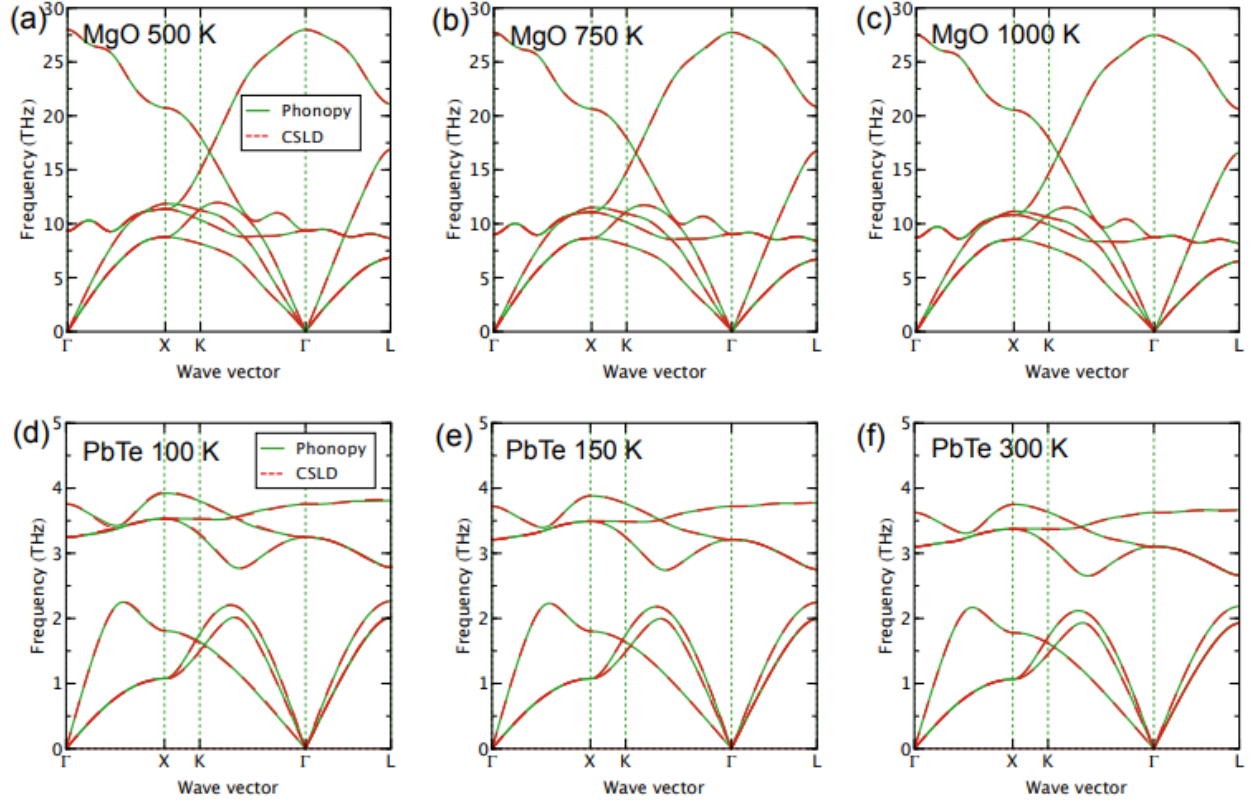 (a) MgO 500 K
30
25
20
15
10
5
0
Frequency (THz)
Phonopy
CSLD
Γ X K Γ L
Wave vector
(b) MgO 750 K
30
25
20
15
10
5
0
Frequency (THz)
Γ X K Γ L
Wave vector
(c) MgO 1000 K
30
25
20
15
10
5
0
Frequency (THz)
Γ X K Γ L
Wave vector
(d) PbTe 100 K
5
4
3
2
1
0
Frequency (THz)
Phonopy
CSLD
Γ X K Γ L
Wave vector
(e) PbTe 150 K
5
4
3
2
1
0
Frequency (THz)
Γ X K Γ L
Wave vector
(f) PbTe 300 K
5
4
3
2
1
0
Frequency (THz)
Γ X K Γ L
Wave vector